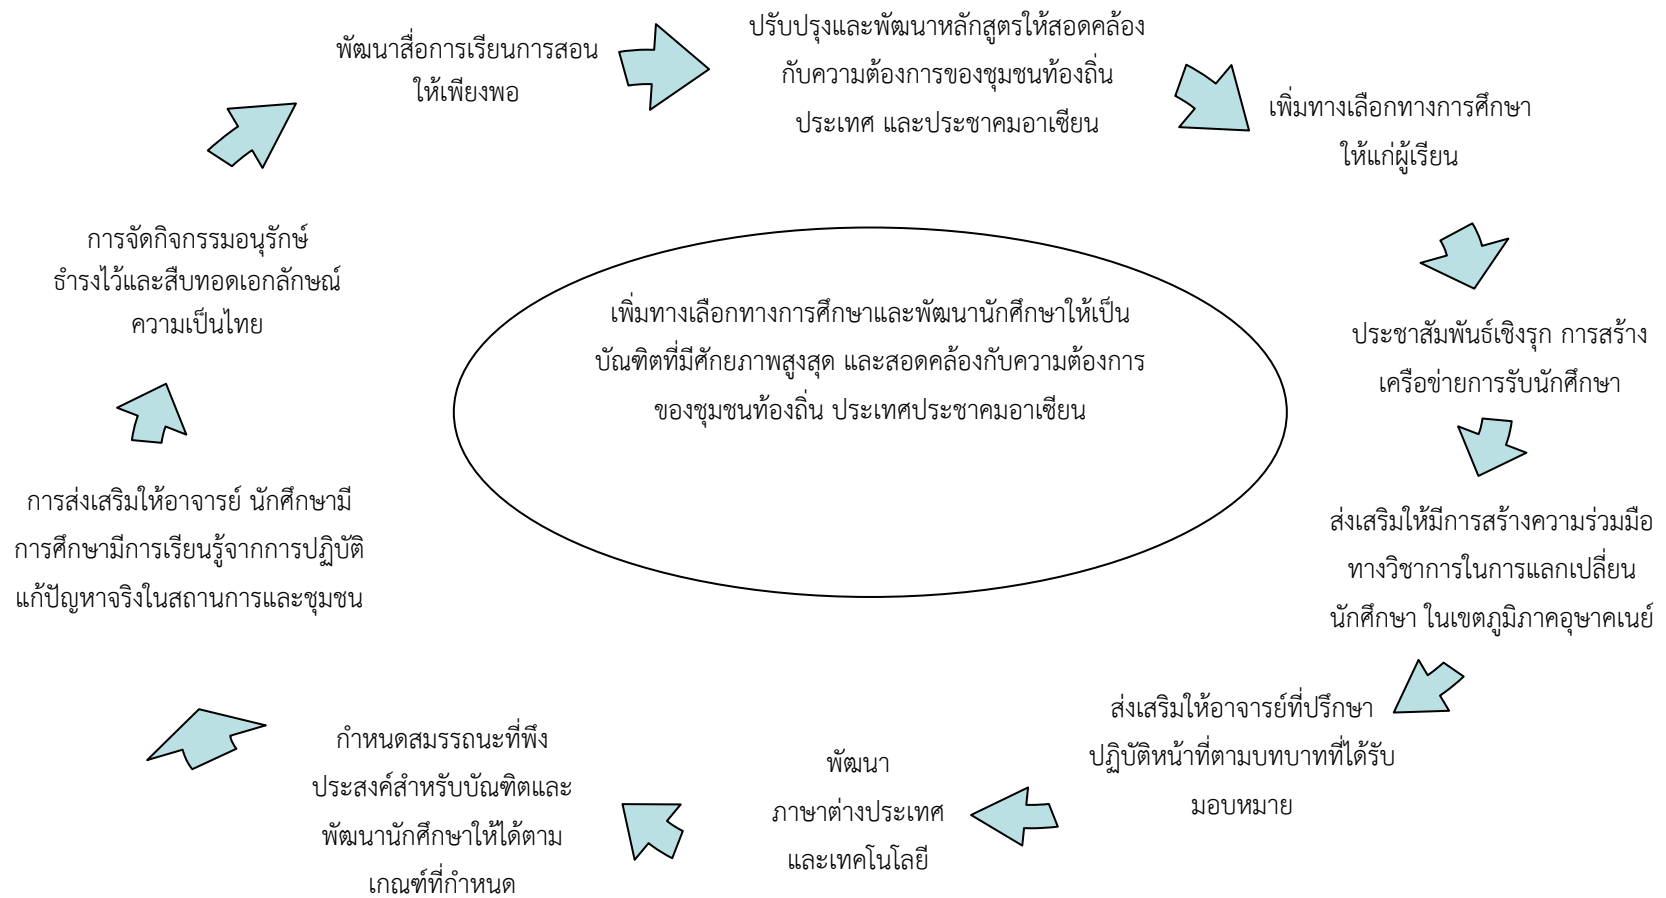 พัฒนาสื่อการเรียนการสอน
ให้เพียงพอ
ปรับปรุงและพัฒนาหลักสูตรให้สอดคล้อง
กับความต้องการของชุมชนท้องถิ่น
ประเทศ และประชาคมอาเซียน
เพิ่มทางเลือกทางการศึกษา
ให้แก่ผู้เรียน
ประชาสัมพันธ์เชิงรุก การสร้าง
เครือข่ายการรับนักศึกษา
ส่งเสริมให้มีการสร้างความร่วมมือ
ทางวิชาการในการแลกเปลี่ยน
นักศึกษา ในเขตภูมิภาคอุษาคเนย์
ส่งเสริมให้อาจารย์ที่ปรึกษา
ปฏิบัติหน้าที่ตามบทบาทที่ได้รับ
มอบหมาย
พัฒนา
ภาษาต่างประเทศ
และเทคโนโลยี
กำหนดสมรรถนะที่พึง
ประสงค์สำหรับบัณฑิตและ
พัฒนานักศึกษาให้ได้ตาม
เกณฑ์ที่กำหนด
การส่งเสริมให้อาจารย์ นักศึกษามี
การศึกษามีการเรียนรู้จากการปฏิบัติ
แก้ปัญหาจริงในสถานการและชุมชน
การจัดกิจกรรมอนุรักษ์
ธำรงไว้และสืบทอดเอกลักษณ์
ความเป็นไทย
เพิ่มทางเลือกทางการศึกษาและพัฒนานักศึกษาให้เป็น
บัณฑิตที่มีศักยภาพสูงสุด และสอดคล้องกับความต้องการ
ของชุมชนท้องถิ่น ประเทศประชาคมอาเซียน